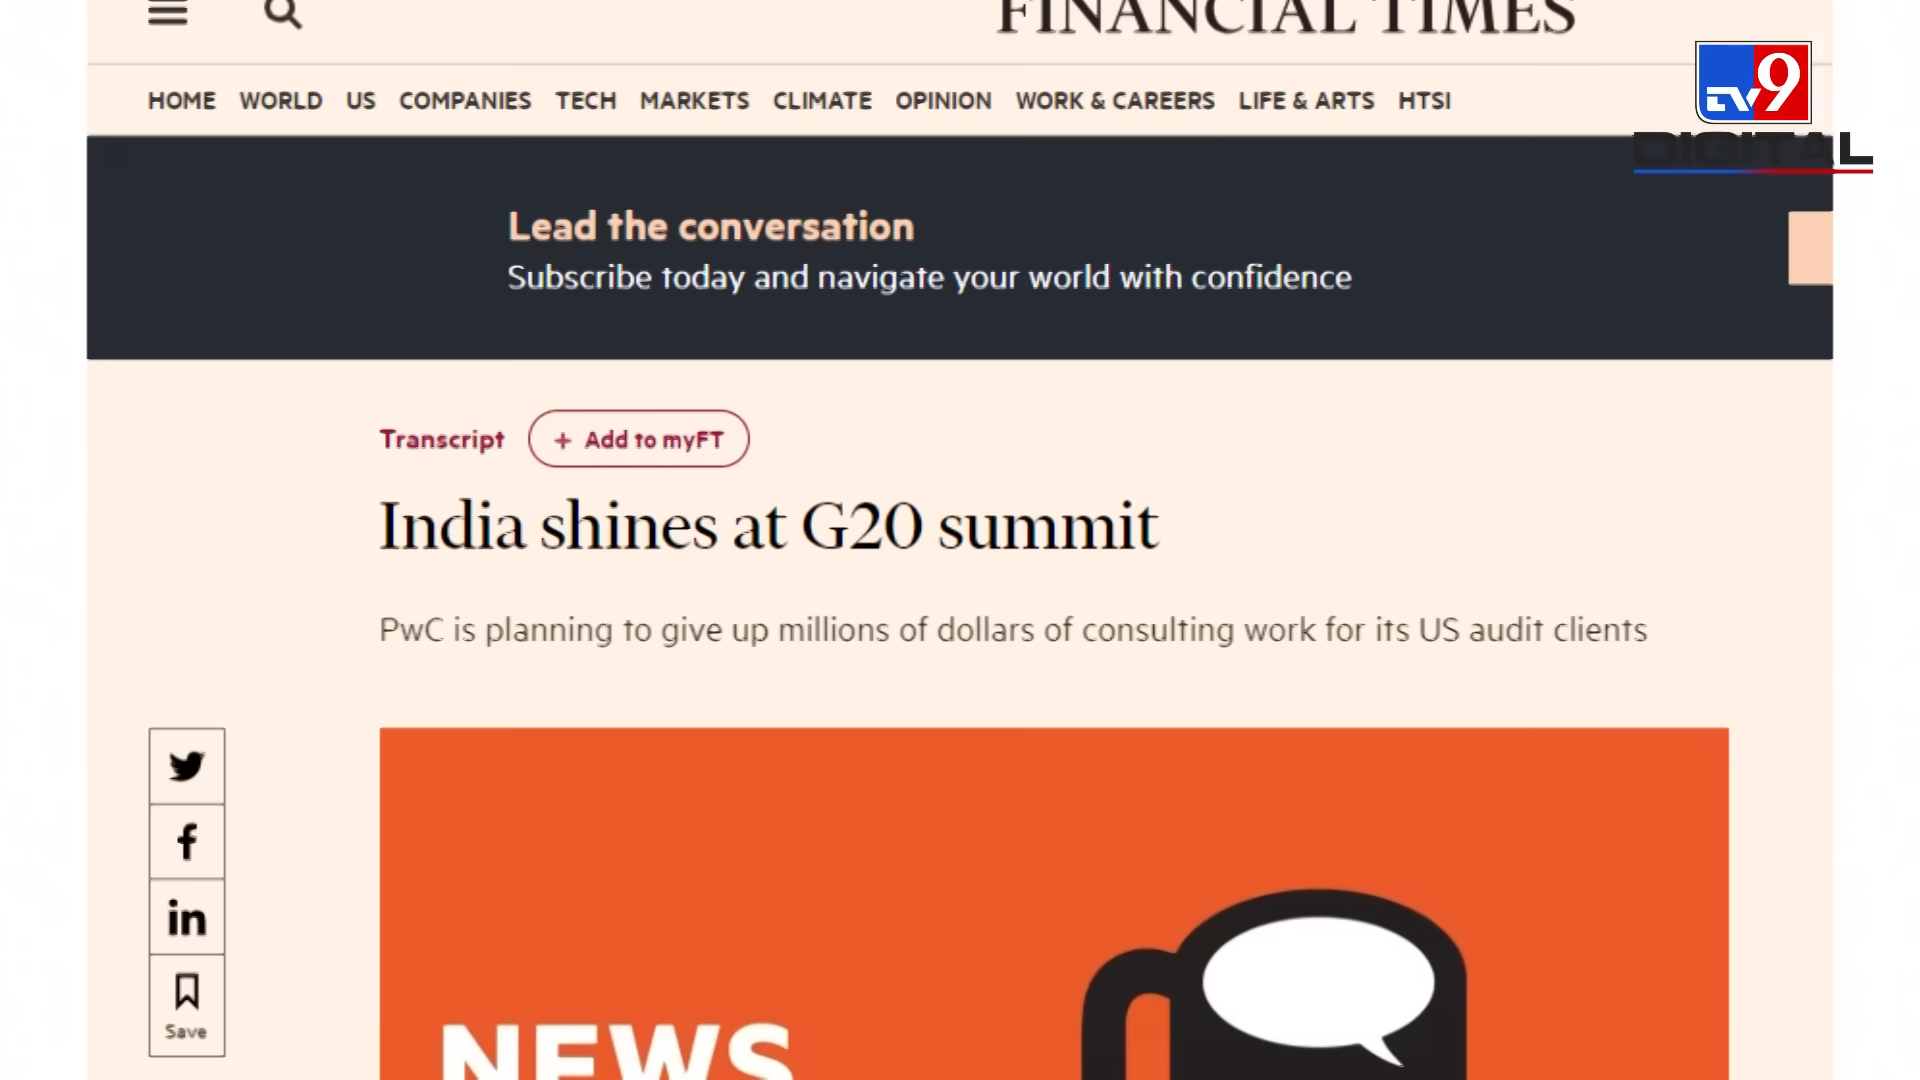 FINANCIAL TIMES
TV9
DIGITAL
HOME WORLD US COMPANIES TECH MARKETS CLIMATE OPINION WORK & CAREERS LIFE & ARTS HTSI
Lead the conversation
Subscribe today and navigate your world with confidence
Transcript + Add to myFT
India shines at G20 summit
PwC is planning to give up millions of dollars of consulting work for its US audit clients
in
Save
NEWS